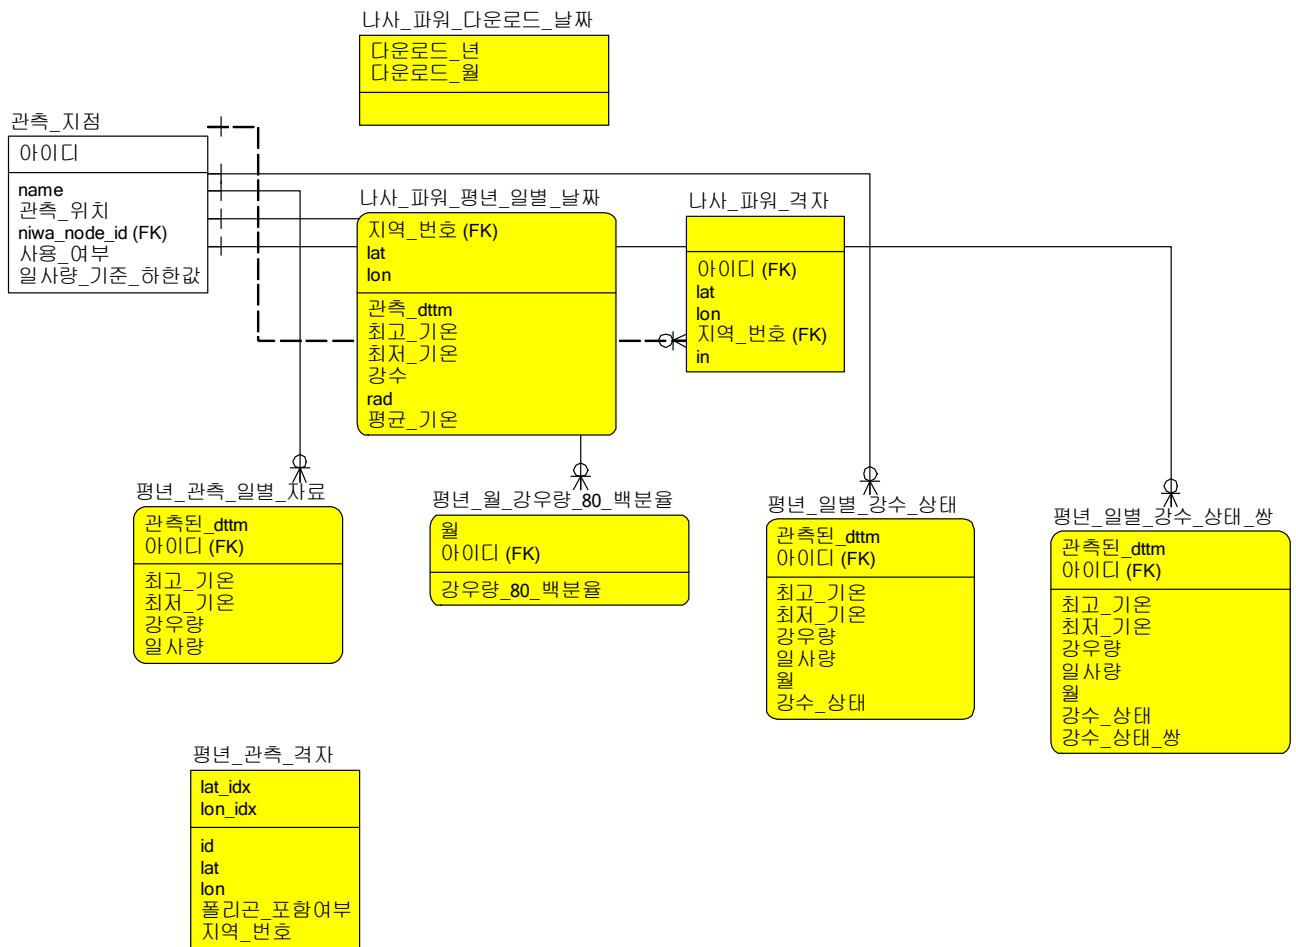 나사_파워_다운로드_날짜
다운로드_년
다운로드_월
관측_지점
아이디
name
관측_위치
niwa_node_id (FK)
사용_여부
일사량_기준_하한값
나사_파워_평년_일별_날짜
지역_번호 (FK)
lat
lon
관측_dttm
최고_기온
최저_기온
강수
rad
평균_기온
나사_파워_격자
아이디 (FK)
lat
lon
지역_번호 (FK)
in
평년_관측_일별_자료
관측된_dttm
아이디 (FK)
최고_기온
최저_기온
강우량
일사량
평년_월_강우량_80_백분율
월
아이디 (FK)
강우량_80_백분율
평년_일별_강수_상태
관측된_dttm
아이디 (FK)
최고_기온
최저_기온
강우량
일사량
월
강수_상태
평년_일별_강수_상태_쌍
관측된_dttm
아이디 (FK)
최고_기온
최저_기온
강우량
일사량
월
강수_상태
강수_상태_쌍
평년_관측_격자
lat_idx
lon_idx
id
lat
lon
폴리곤_포함여부
지역_번호